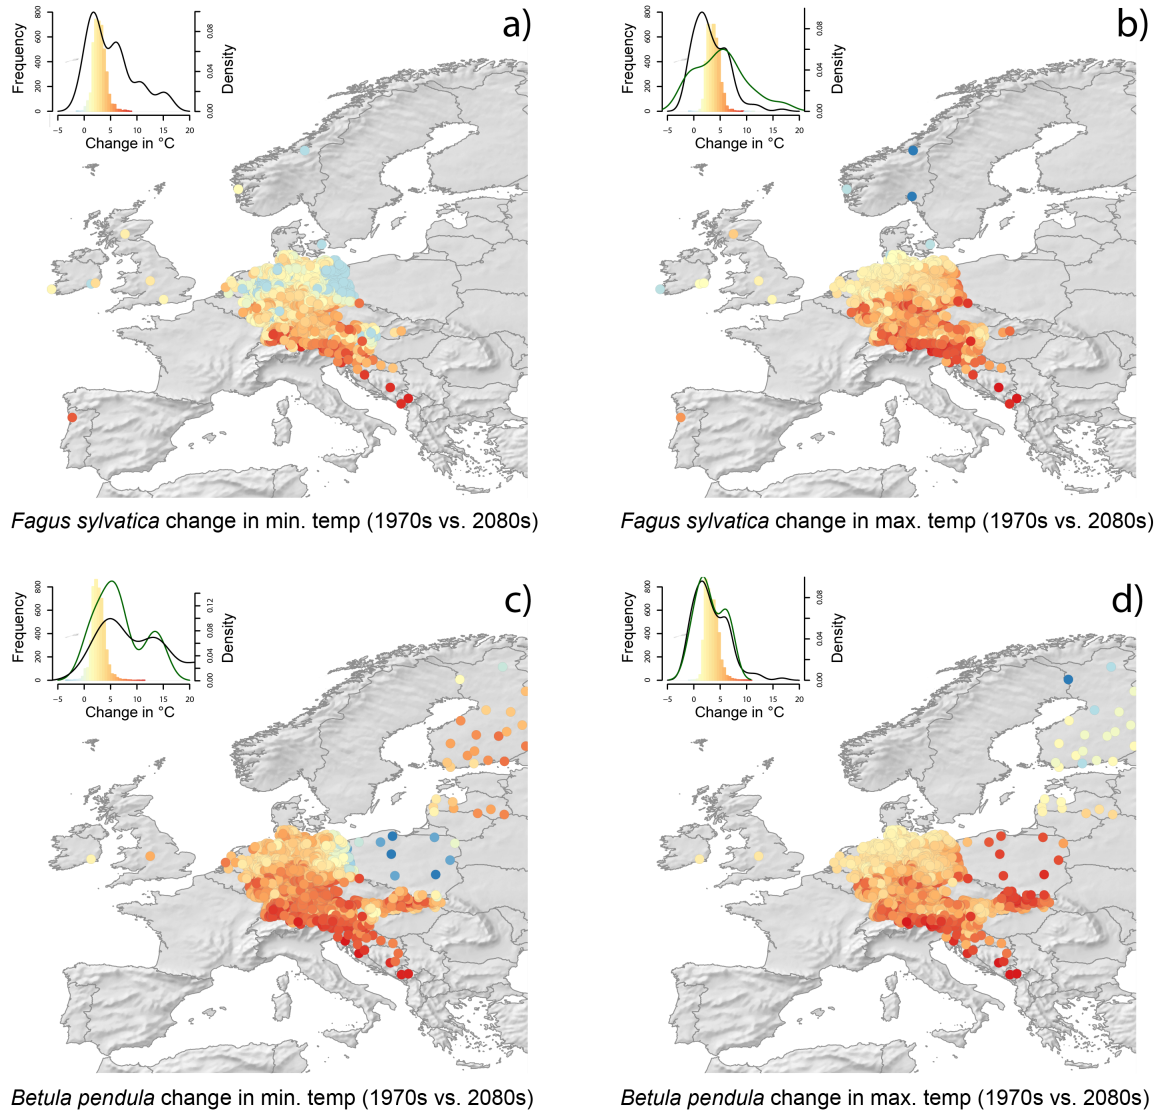 a)
Frequency
800
600
400
200
0
0.08
0.04
0.00
Density
−5 0 5 10 15 20
Change in °C
Fagus sylvatica change in min. temp (1970s vs. 2080s)
b)
Frequency
800
600
400
200
0
0.08
0.04
0.00
Density
−5 0 5 10 15 20
Change in °C
Fagus sylvatica change in max. temp (1970s vs. 2080s)
c)
Frequency
800
600
400
200
0
0.12
0.08
0.04
0.00
Density
−5 0 5 10 15 20
Change in °C
Betula pendula change in min. temp (1970s vs. 2080s)
d)
Frequency
800
600
400
200
0
0.08
0.04
0.00
Density
−5 0 5 10 15 20
Change in °C
Betula pendula change in max. temp (1970s vs. 2080s)